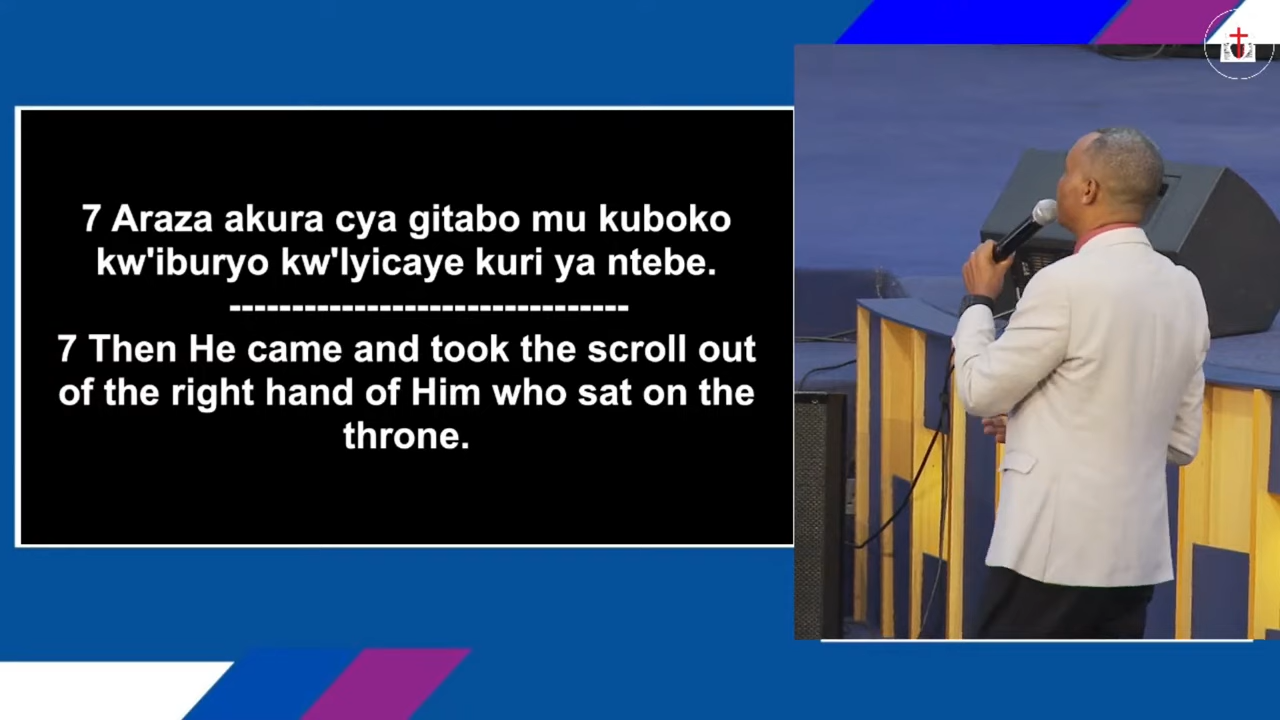 7 Araza akura cya gitabo mu kuboko
kw'iburyo kw'Iyicaye kuri ya ntebe.
--------------------------------
7 Then He came and took the scroll out
of the right hand of Him who sat on the
throne.